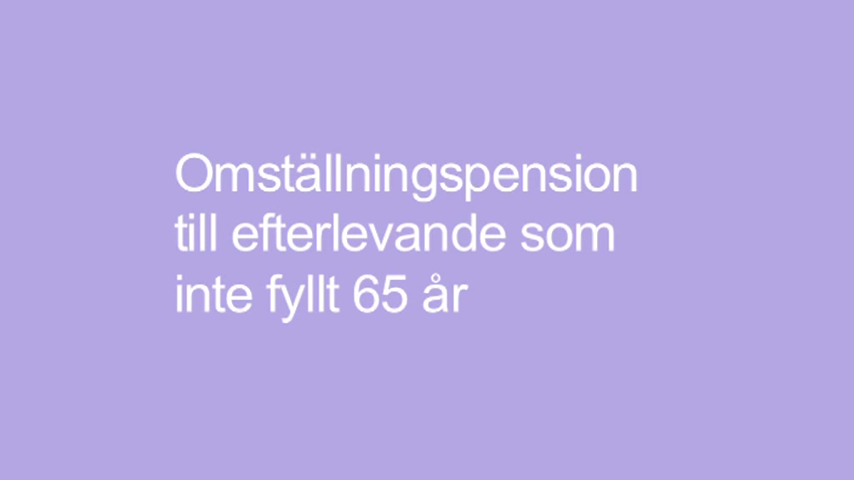 Omställningspension
till efterlevande som
inte fyllt 65 år